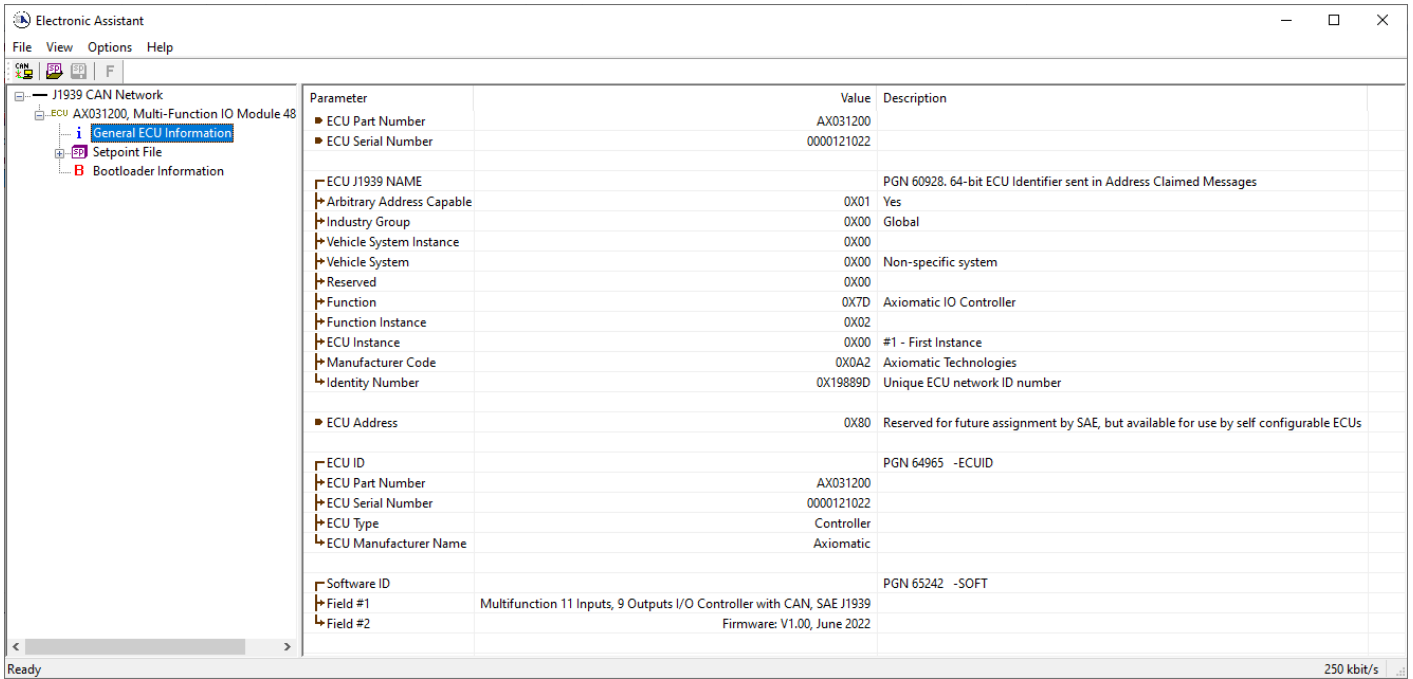 Electronic Assistant
File View Options Help
CAN SP SP F
J1939 CAN Network
ECU AX031200, Multi-Function IO Module 48
i General ECU Information
SP Setpoint File
B Bootloader Information
Parameter Value Description
ECU Part Number AX031200
ECU Serial Number 0000121022
ECU J1939 NAME PGN 60928. 64-bit ECU Identifier sent in Address Claimed Messages
Arbitrary Address Capable 0X01 Yes
Industry Group 0X00 Global
Vehicle System Instance 0X00
Vehicle System 0X00 Non-specific system
Reserved 0X00
Function 0X7D Axiomatic IO Controller
Function Instance 0X02
ECU Instance 0X00 #1 - First Instance
Manufacturer Code 0X0A2 Axiomatic Technologies
Identity Number 0X19889D Unique ECU network ID number
ECU Address 0X80 Reserved for future assignment by SAE, but available for use by self configurable ECUs
ECU ID PGN 64965 -ECUID
ECU Part Number AX031200
ECU Serial Number 0000121022
ECU Type Controller
ECU Manufacturer Name Axiomatic
Software ID PGN 65242 -SOFT
Field #1 Multifunction 11 Inputs, 9 Outputs I/O Controller with CAN, SAE J1939
Field #2 Firmware: V1.00, June 2022
Ready 250 kbit/s